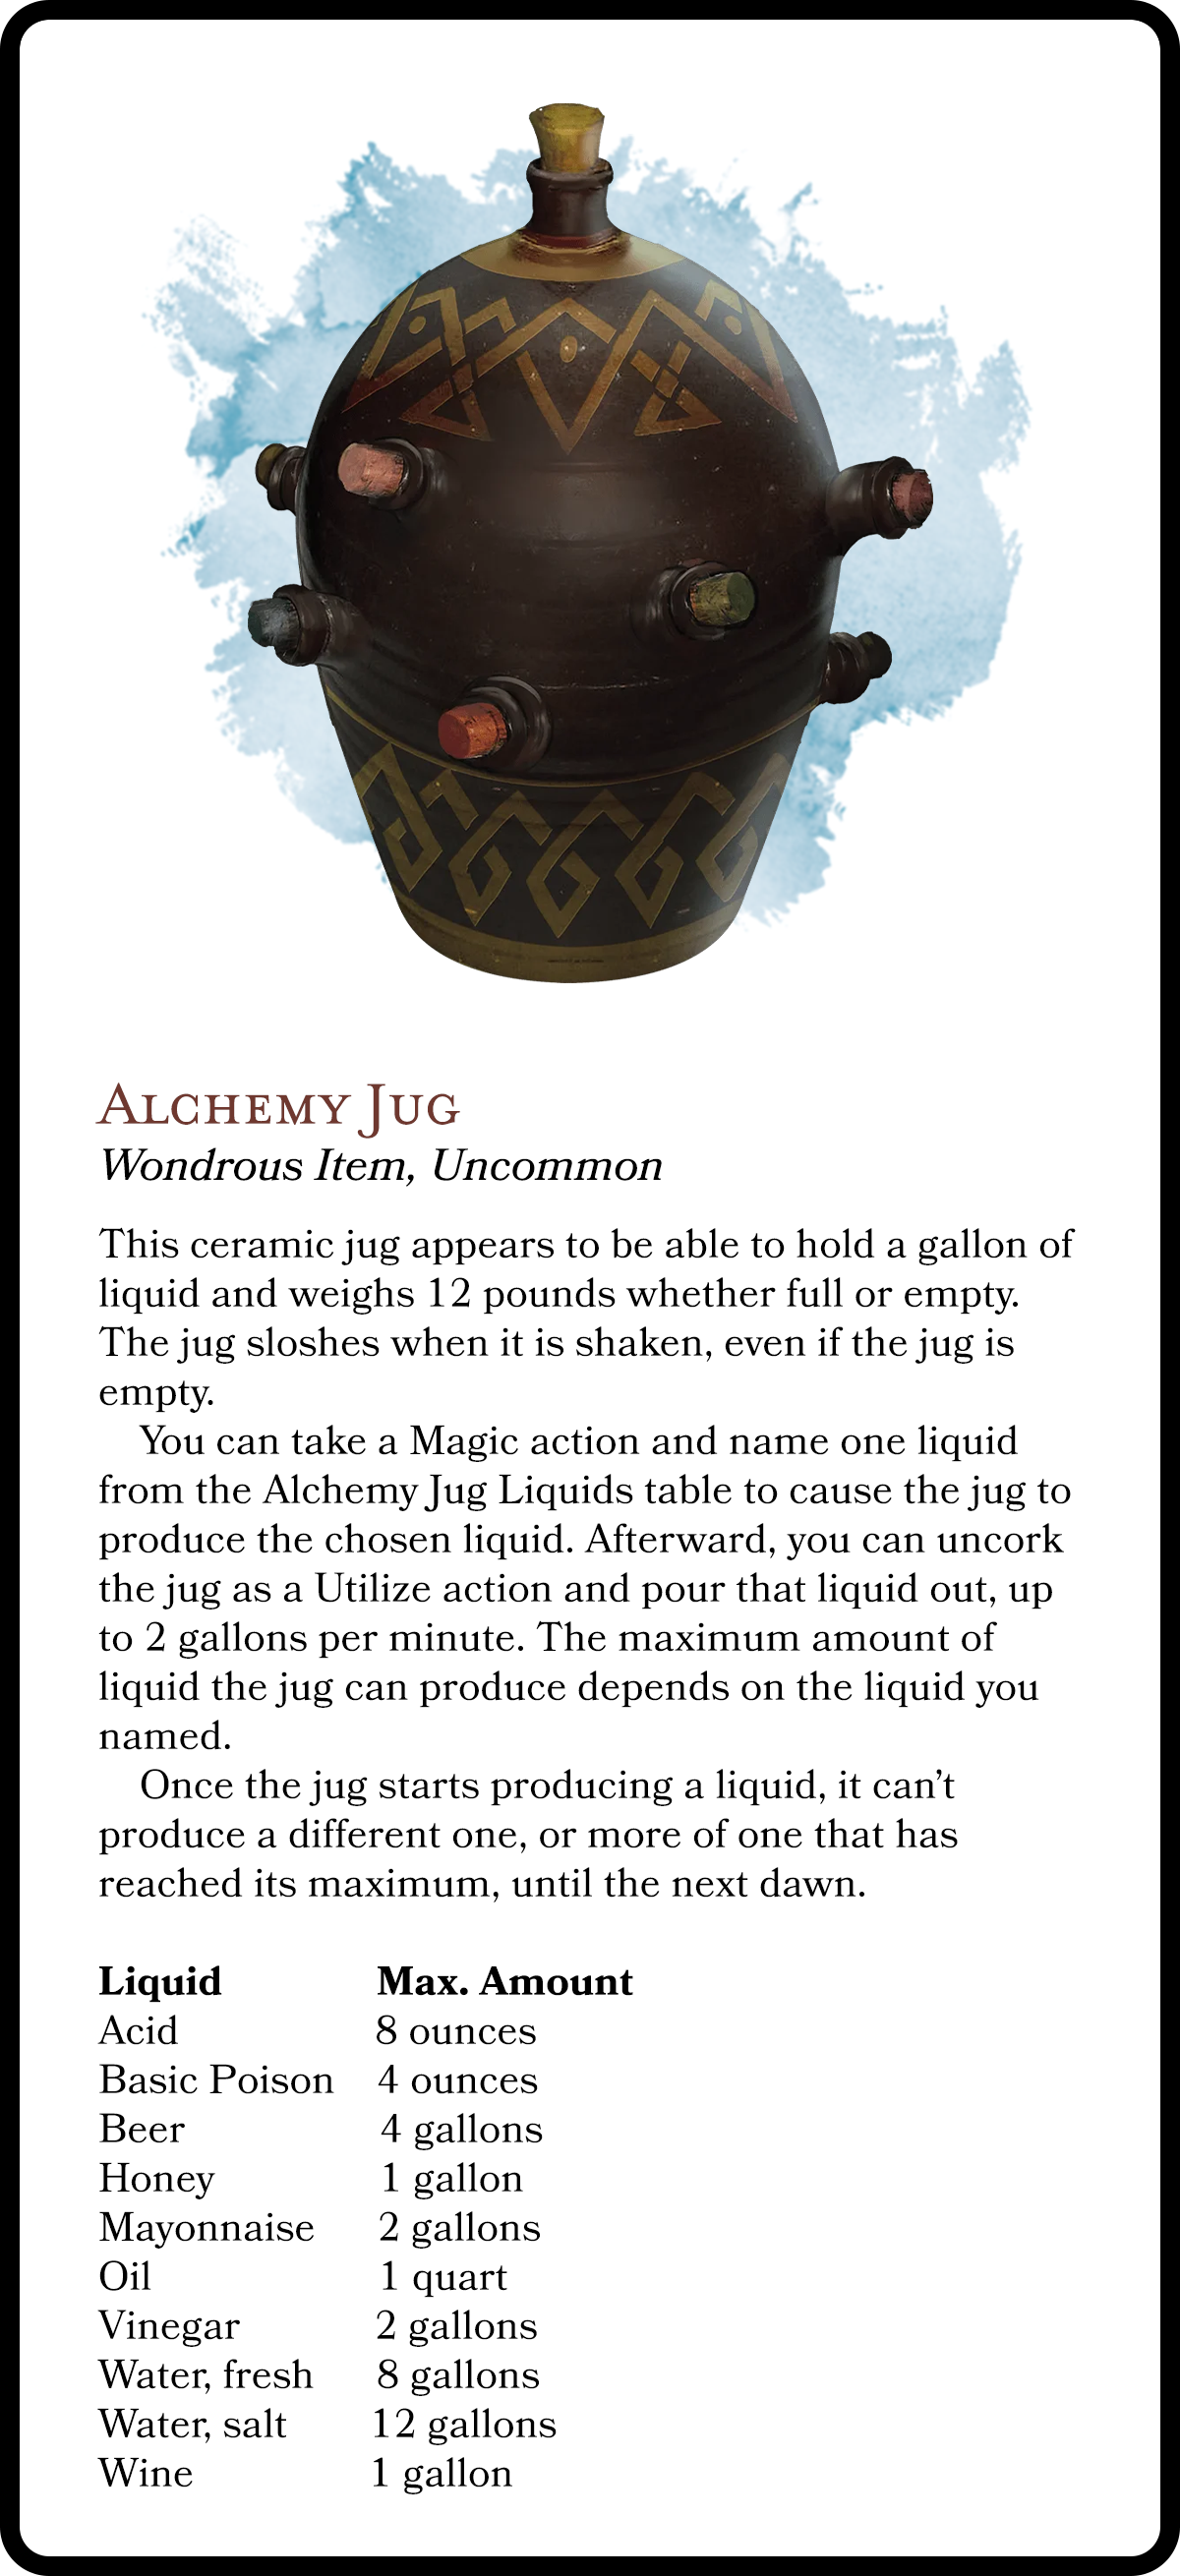 Alchemy Jug
Wondrous Item, Uncommon
This ceramic jug appears to be able to hold a gallon of
liquid and weighs 12 pounds whether full or empty.
The jug sloshes when it is shaken, even if the jug is
empty.
You can take a Magic action and name one liquid
from the Alchemy Jug Liquids table to cause the jug to
produce the chosen liquid. Afterward, you can uncork
the jug as a Utilize action and pour that liquid out, up
to 2 gallons per minute. The maximum amount of
liquid the jug can produce depends on the liquid you
named.
Once the jug starts producing a liquid, it can’t
produce a different one, or more of one that has
reached its maximum, until the next dawn.
Liquid Max. Amount
Acid 8 ounces
Basic Poison 4 ounces
Beer 4 gallons
Honey 1 gallon
Mayonnaise 2 gallons
Oil 1 quart
Vinegar 2 gallons
Water, fresh 8 gallons
Water, salt 12 gallons
Wine 1 gallon